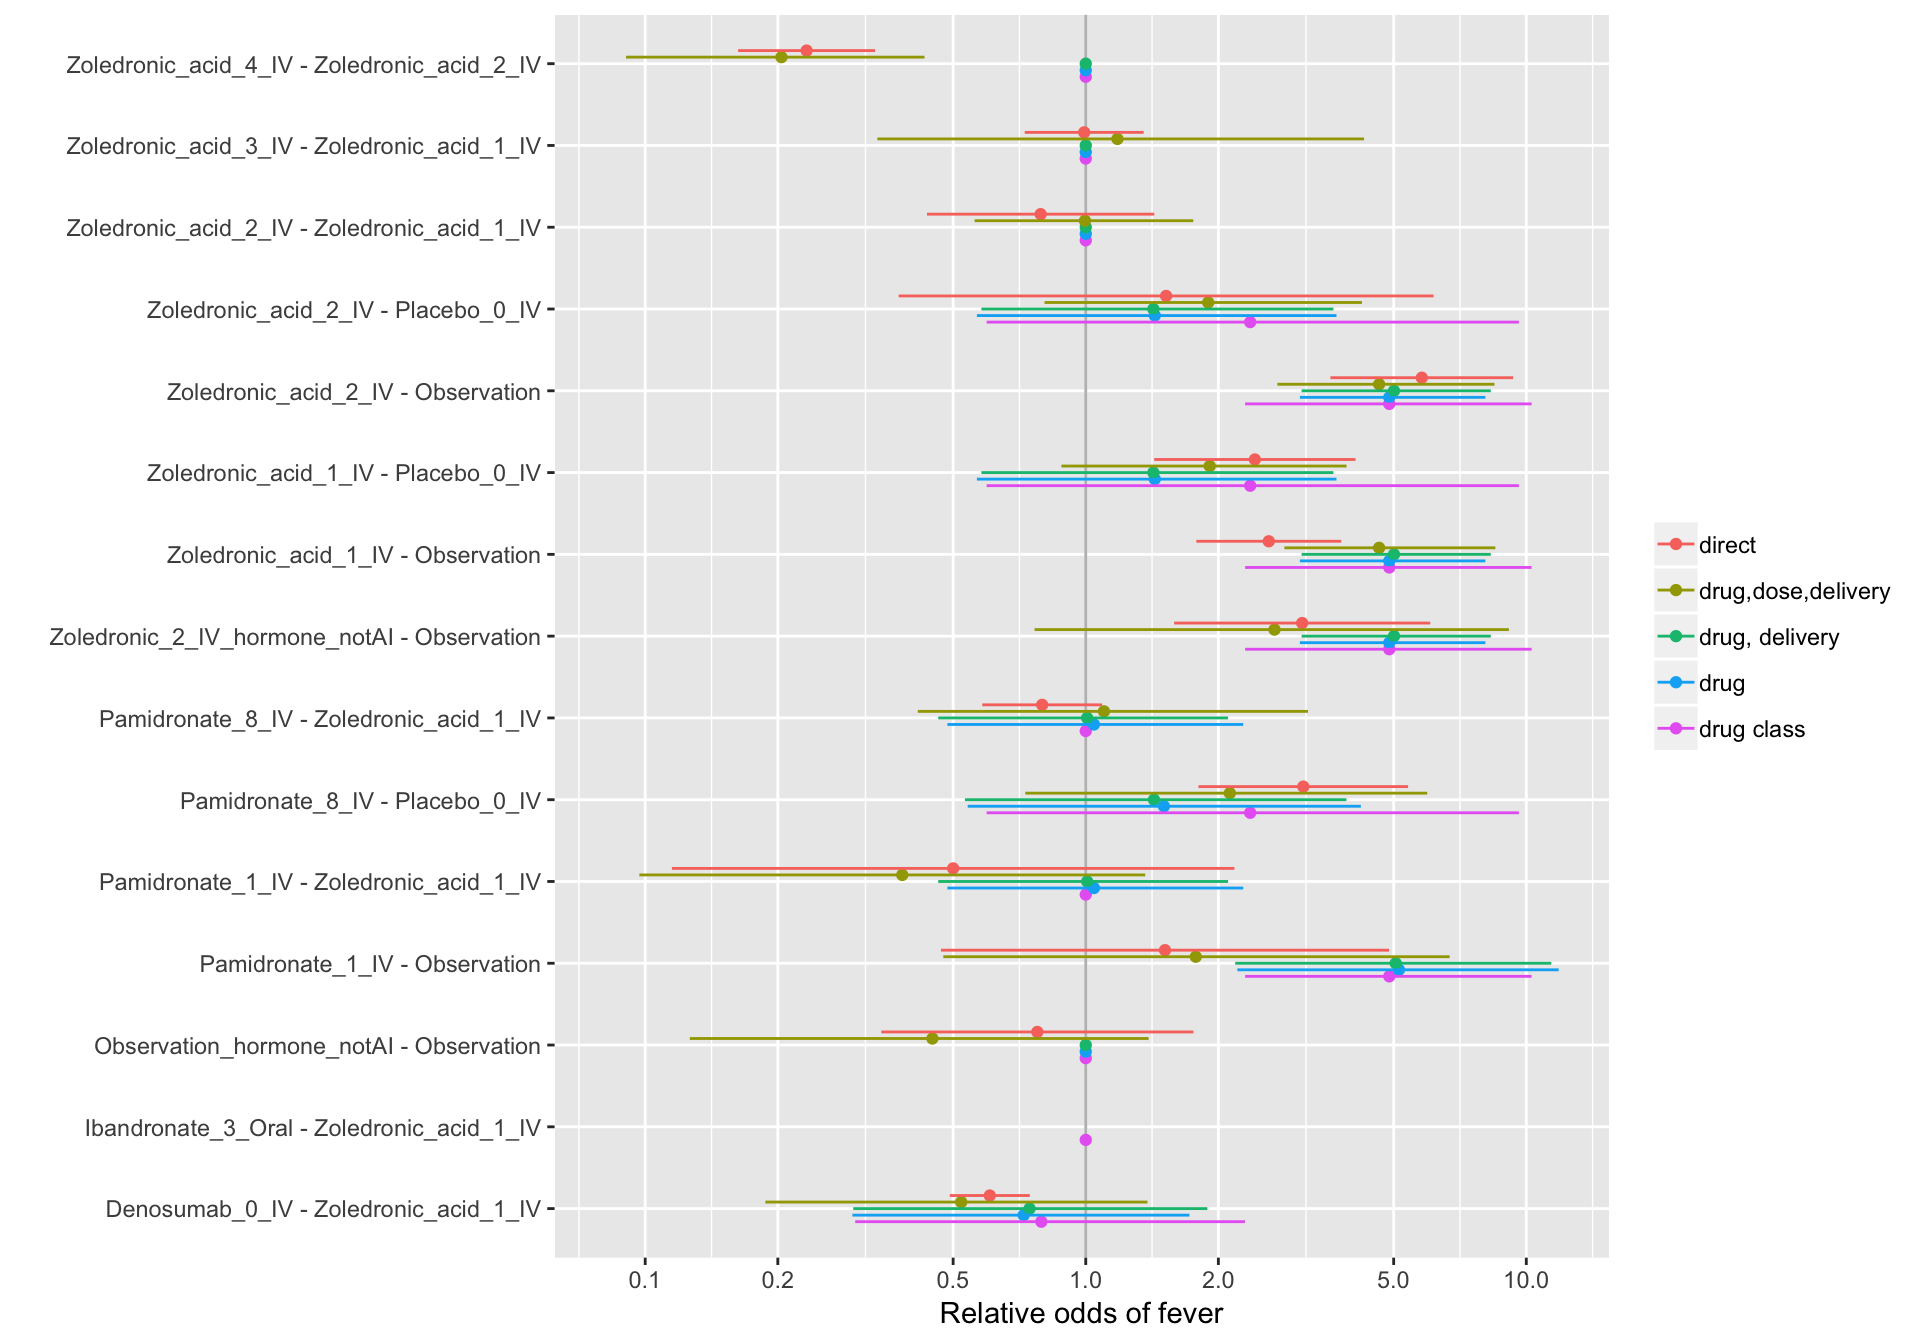 Zoledronic_acid_4_IV - Zoledronic_acid_2_IV
Zoledronic_acid_3_IV - Zoledronic_acid_1_IV
Zoledronic_acid_2_IV - Zoledronic_acid_1_IV
Zoledronic_acid_2_IV - Placebo_0_IV
Zoledronic_acid_2_IV - Observation
Zoledronic_acid_1_IV - Placebo_0_IV
Zoledronic_acid_1_IV - Observation
Zoledronic_2_IV_hormone_notAI - Observation
Pamidronate_8_IV - Zoledronic_acid_1_IV
Pamidronate_8_IV - Placebo_0_IV
Pamidronate_1_IV - Zoledronic_acid_1_IV
Pamidronate_1_IV - Observation
Observation_hormone_notAI - Observation
Ibandronate_3_Oral - Zoledronic_acid_1_IV
Denosumab_0_IV - Zoledronic_acid_1_IV
0.1 0.2 0.5 1.0 2.0 5.0 10.0
Relative odds of fever
direct
drug,dose,delivery
drug, delivery
drug
drug class